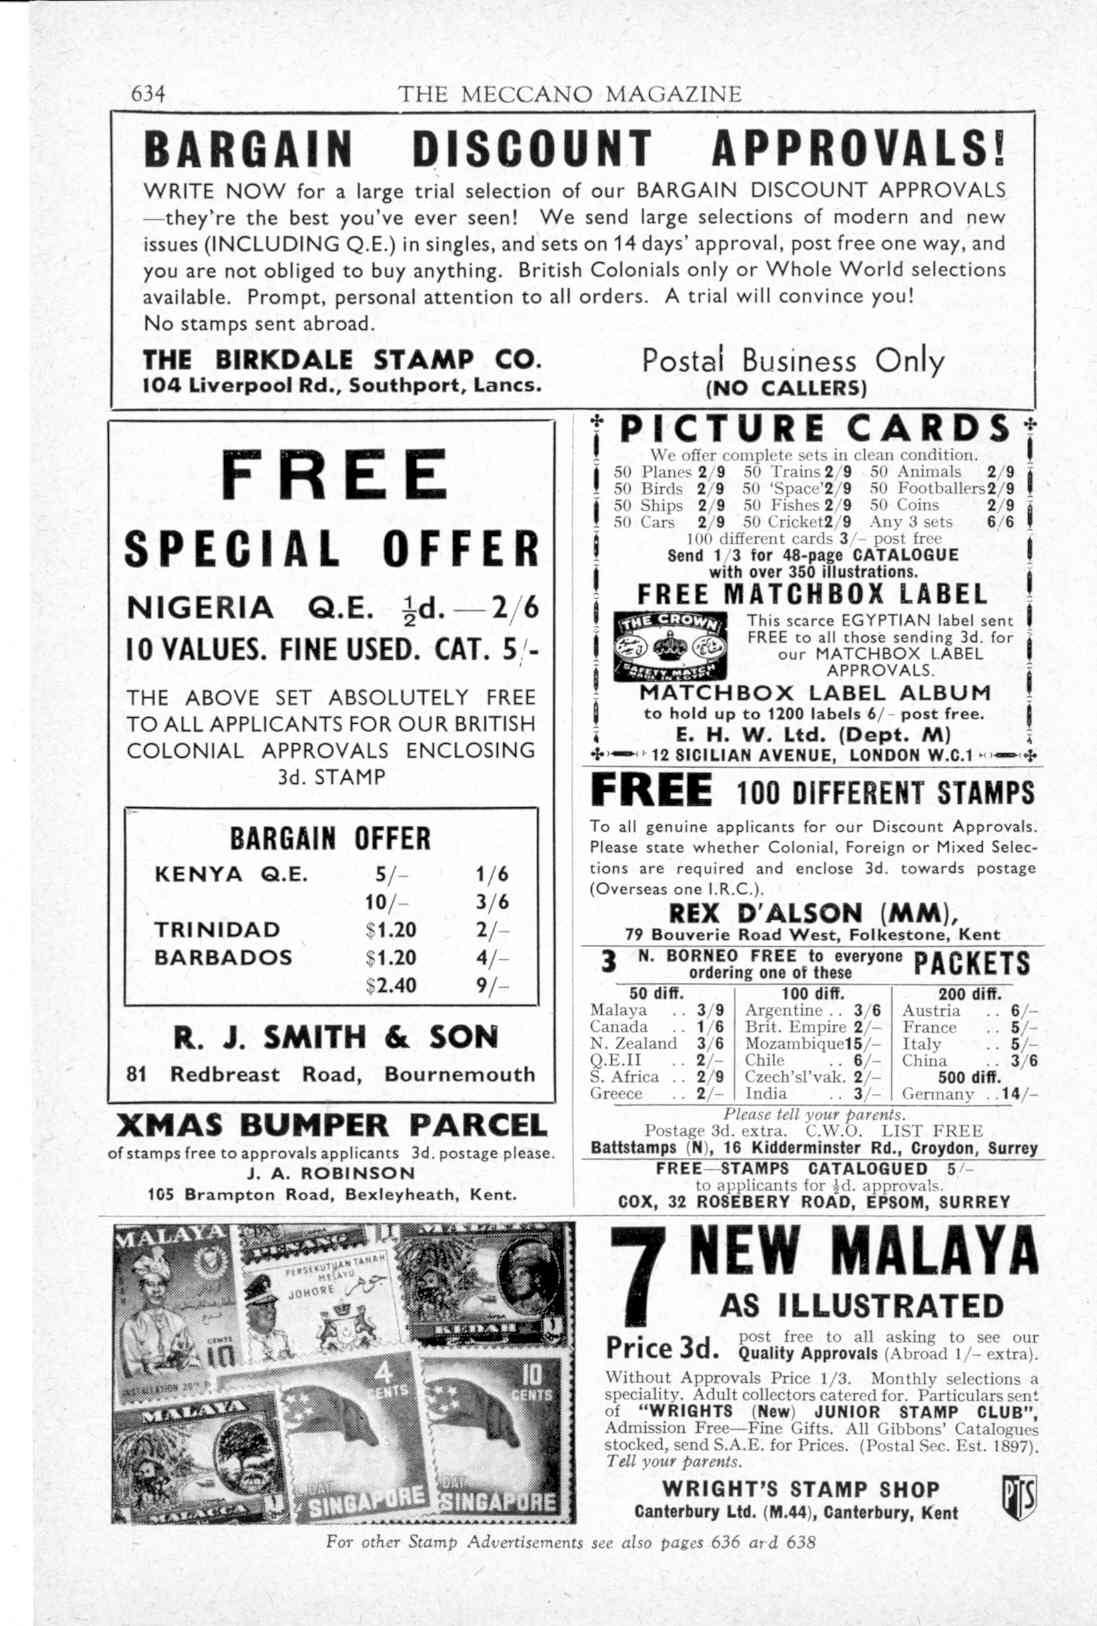 634
THE MECCANO MAGAZINE
BARGAIN DISCOUNT APPROVALS!
WRITE NOW for a large trial selection of our BARGAIN DISCOUNT APPROVALS
—they're the best you've ever seen! We send large selections of modern and new
issues (INCLUDING Q.E.) in singles, and sets on 14 days' approval, post free one way, and
you are not obliged to buy anything. British Colonials only or Whole World selections
available. Prompt, personal attention to all orders. A trial will convince you!
No stamps sent abroad.
THE BIRKDALE STAMP CO.
104 Liverpool Rd., Southport, Lancs.
Postal Business Only
(NO CALLERS)
FREE
SPECIAL OFFER
NIGERIA Q.E. ½d. — 2/6
10 VALUES. FINE USED. CAT. 5/-
THE ABOVE SET ABSOLUTELY FREE
TO ALL APPLICANTS FOR OUR BRITISH
COLONIAL APPROVALS ENCLOSING
3d. STAMP
BARGAIN OFFER
KENYA Q.E. 5/- 1/6
10/- 3/6
TRINIDAD $1.20 2/-
BARBADOS $1.20 4/-
$2.40 9/-
R. J. SMITH & SON
81 Redbreast Road, Bournemouth
XMAS BUMPER PARCEL
of stamps free to approvals applicants 3d. postage please.
J. A. ROBINSON
105 Brampton Road, Bexleyheath, Kent.
PICTURE CARDS
We offer complete sets in clean condition.
50 Planes 2/9 50 Trains 2/9 50 Animals 2/9
50 Birds 2/9 50 'Space' 2/9 50 Footballers 2/9
50 Ships 2/9 50 Fishes 2/9 50 Coins 2/9
50 Cars 2/9 50 Cricket 2/9 Any 3 sets 6/6
100 different cards 3/- post free
Send 1/3 for 48-page CATALOGUE
with over 350 illustrations.
FREE MATCHBOX LABEL
THE CROWN
SAFETY MATCH
MADE IN EGYPT
This scarce EGYPTIAN label sent
FREE to all those sending 3d. for
our MATCHBOX LABEL
APPROVALS.
MATCHBOX LABEL ALBUM
to hold up to 1200 labels 6/- post free.
E. H. W. Ltd. (Dept. M)
12 SICILIAN AVENUE, LONDON W.C.1
FREE 100 DIFFERENT STAMPS
To all genuine applicants for our Discount Approvals.
Please state whether Colonial, Foreign or Mixed Selec-
tions are required and enclose 3d. towards postage
(Overseas one I.R.C.).
REX D'ALSON (MM),
79 Bouverie Road West, Folkestone, Kent
3 N. BORNEO FREE to everyone
ordering one of these
PACKETS
50 diff.
Malaya .. 3/9
Canada .. 1/6
N. Zealand 3/6
Q.E.II .. 2/-
S. Africa .. 2/9
Greece .. 2/-
100 diff.
Argentine .. 3/6
Brit. Empire 2/-
Mozambique 15/-
Chile .. 6/-
Czech'sl'vak. 2/-
India .. 3/-
200 diff.
Austria .. 6/-
France .. 5/-
Italy .. 5/-
China .. 3/6
500 diff.
Germany .. 14/-
Please tell your parents.
Postage 3d. extra. C.W.O. LIST FREE
Battstamps (N), 16 Kidderminster Rd., Croydon, Surrey
FREE—STAMPS CATALOGUED 5/-
to applicants for ½d. approvals.
COX, 32 ROSEBERY ROAD, EPSOM, SURREY
MALAYA
10
CENTS
PENANG
PERSEKUTUAN TANAH
MELAYU
JOHORE
KEDAH
MALAYA
MALACCA
4
CENTS
SINGAPORE
10
CENTS
SINGAPORE
7 NEW MALAYA
AS ILLUSTRATED
Price 3d. post free to all asking to see our
Quality Approvals (Abroad 1/- extra).
Without Approvals Price 1/3. Monthly selections a
speciality. Adult collectors catered for. Particulars sent
of "WRIGHTS (New) JUNIOR STAMP CLUB",
Admission Free—Fine Gifts. All Gibbons' Catalogues
stocked, send S.A.E. for Prices. (Postal Sec. Est. 1897).
Tell your parents.
WRIGHT'S STAMP SHOP
Canterbury Ltd. (M.44), Canterbury, Kent
PTS
For other Stamp Advertisements see also pages 636 and 638